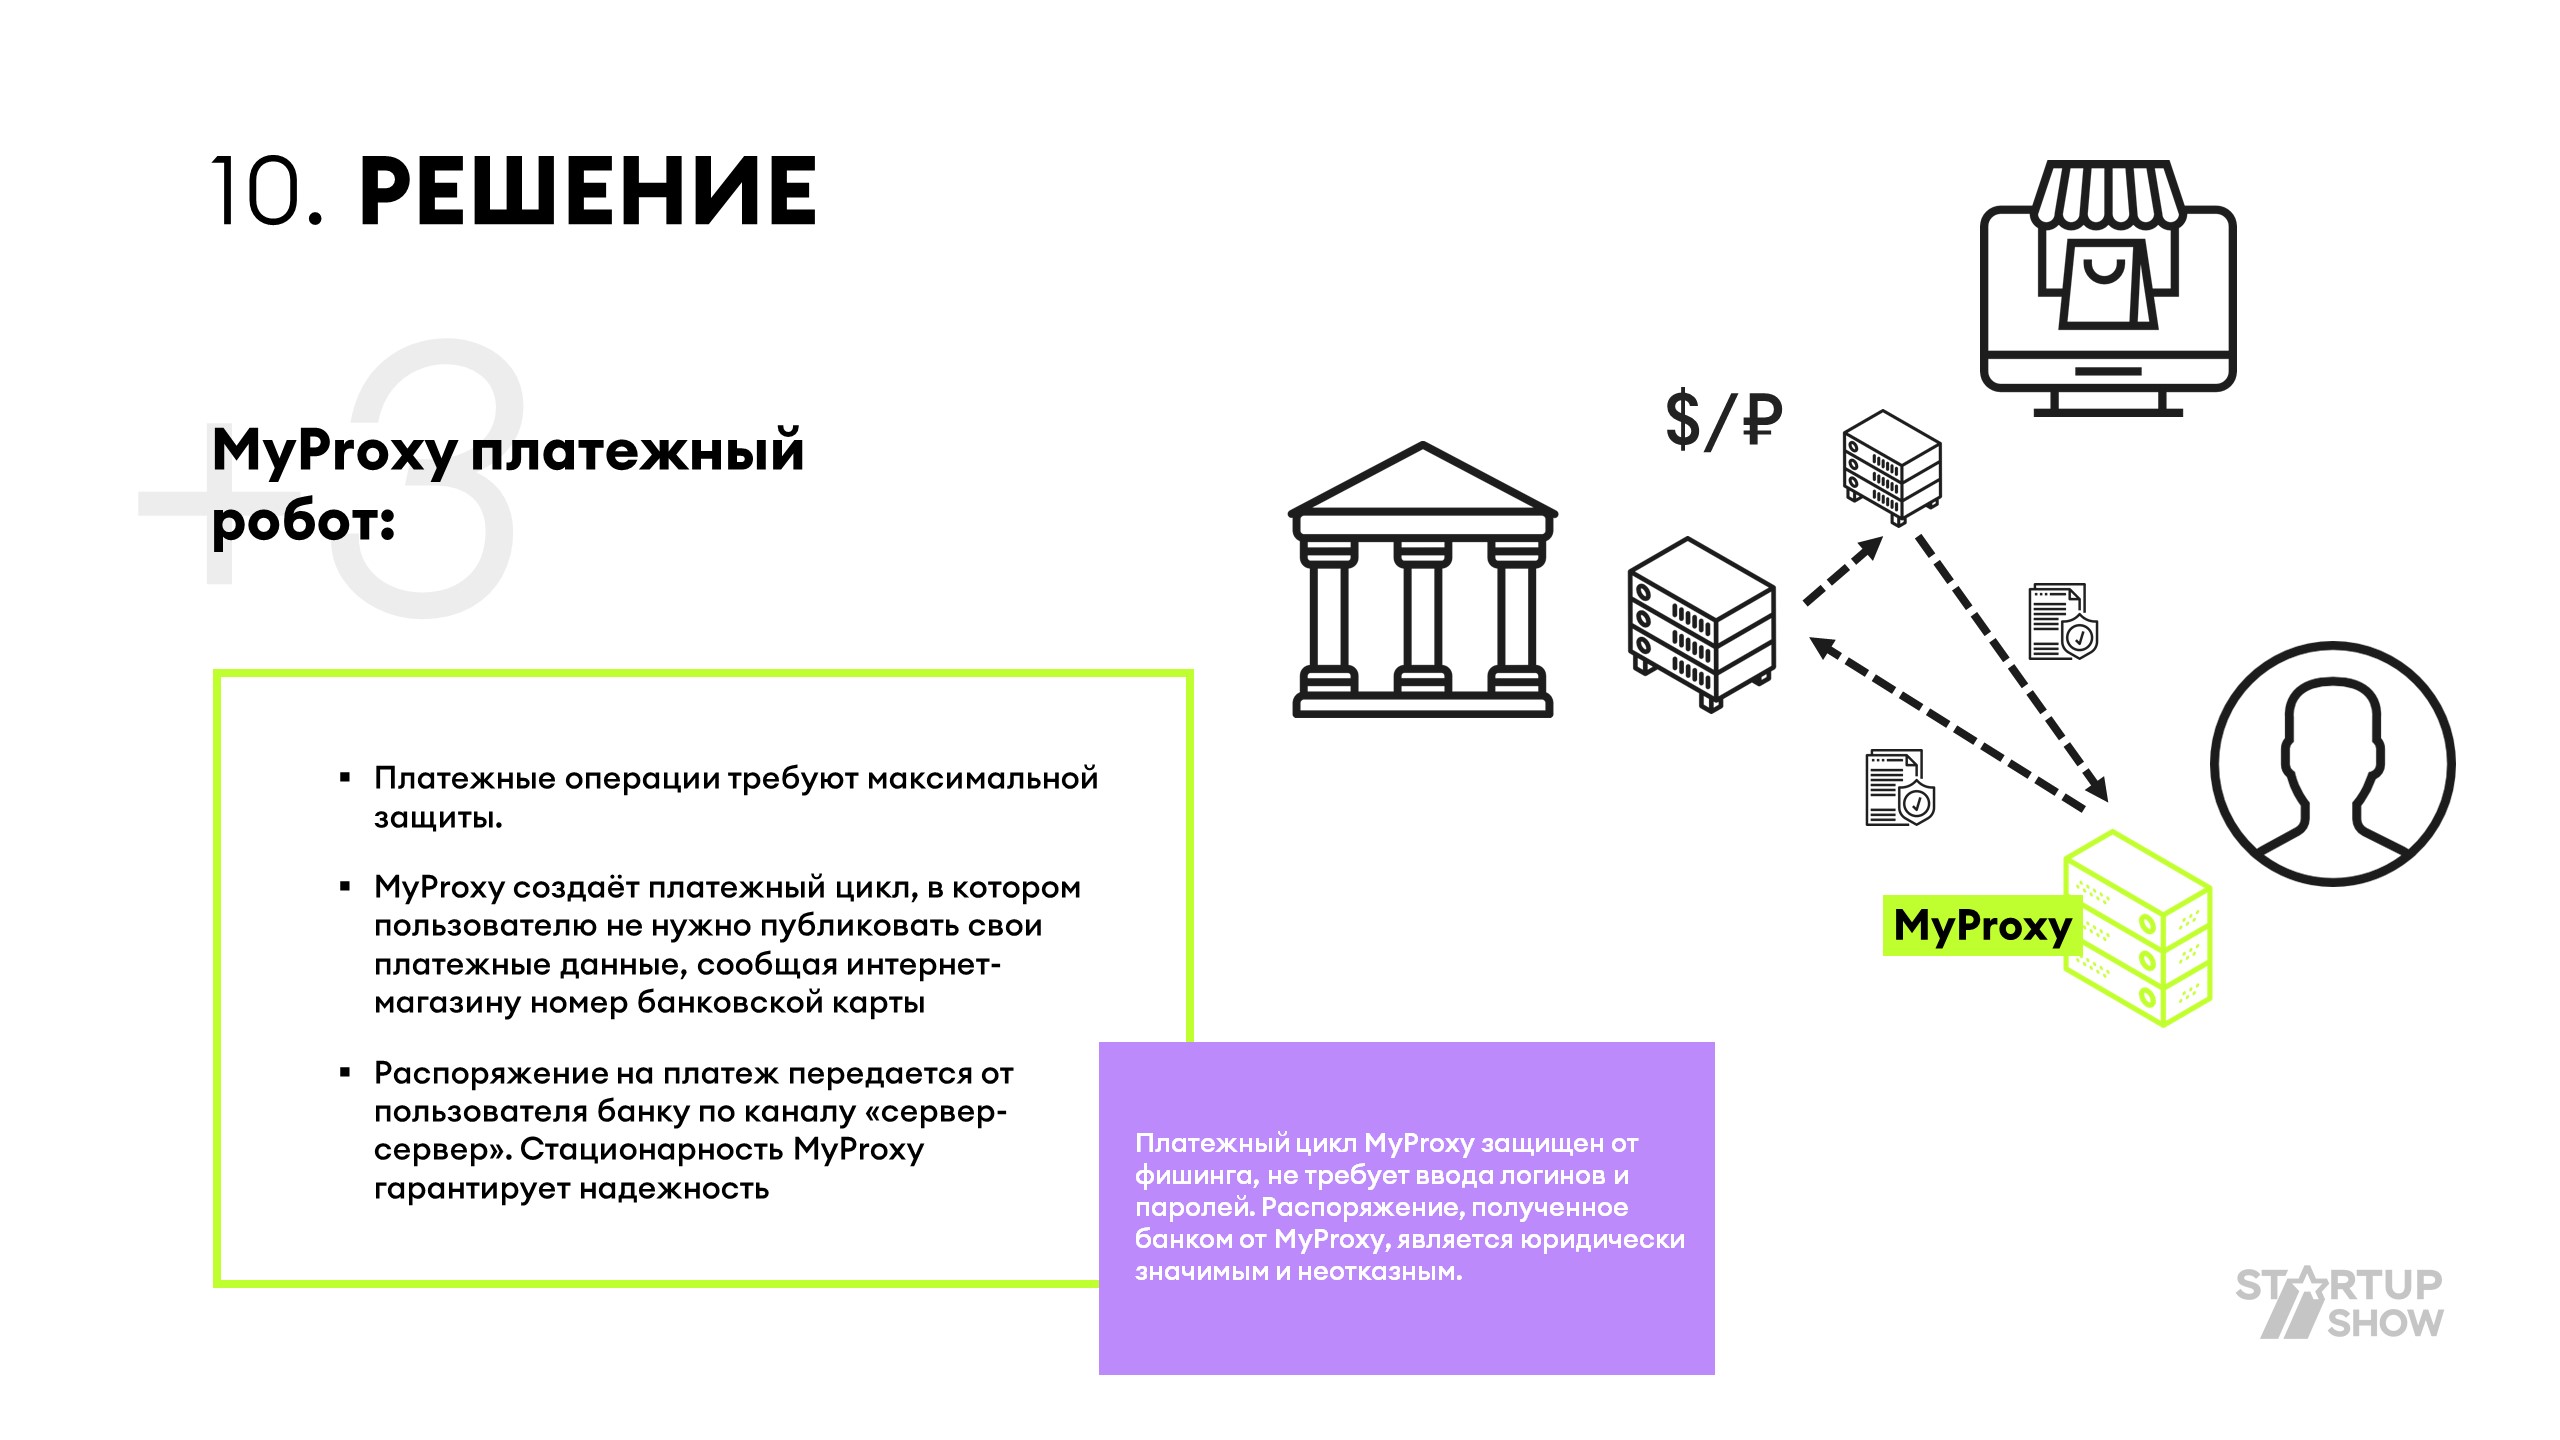 10. РЕШЕНИЕ
+3
MyProxy платежный
робот:
▪ Платежные операции требуют максимальной
защиты.
▪ MyProxy создаёт платежный цикл, в котором
пользователю не нужно публиковать свои
платежные данные, сообщая интернет-
магазину номер банковской карты
▪ Распоряжение на платеж передается от
пользователя банку по каналу «сервер-
сервер». Стационарность MyProxy
гарантирует надежность
$/₽
MyProxy
Платежный цикл MyProxy защищен от
фишинга, не требует ввода логинов и
паролей. Распоряжение, полученное
банком от MyProxy, является юридически
значимым и неотказным.
STARTUP
SHOW